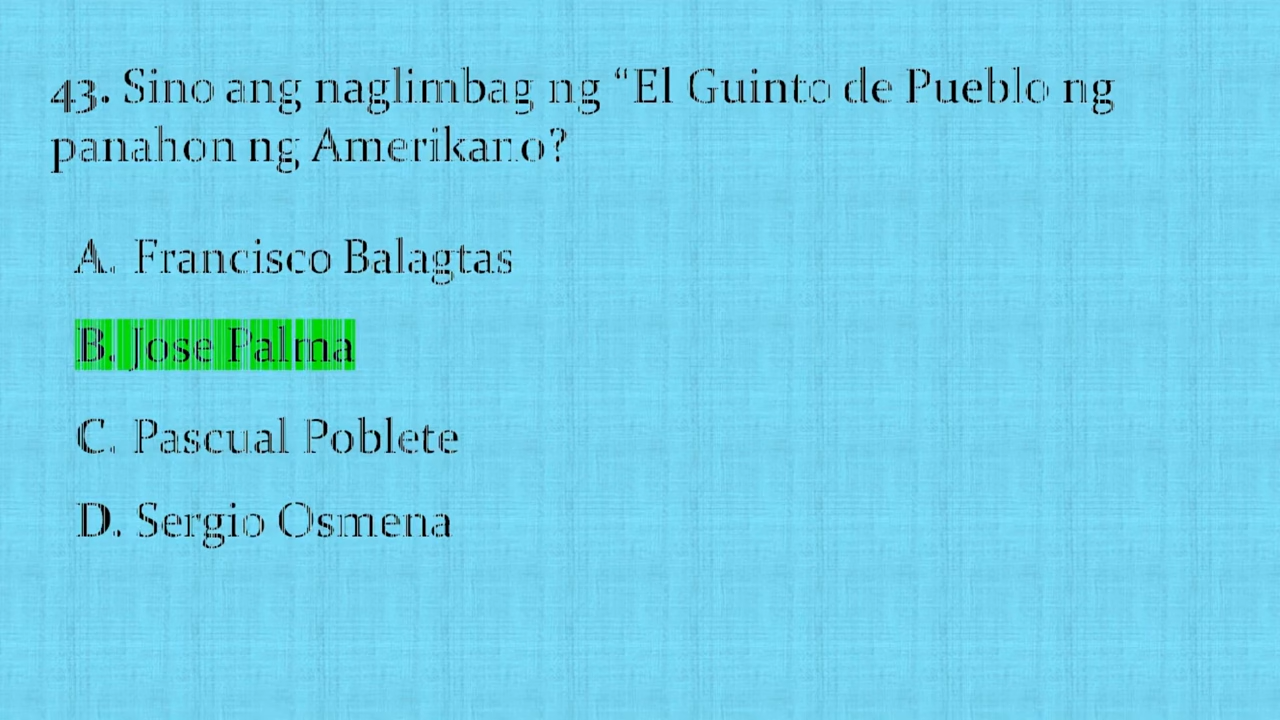 43. Sino ang naglimbag ng “El Guinto de Pueblo ng
panahon ng Amerikano?
A. Francisco Balagtas
B. Jose Palma
C. Pascual Poblete
D. Sergio Osmena